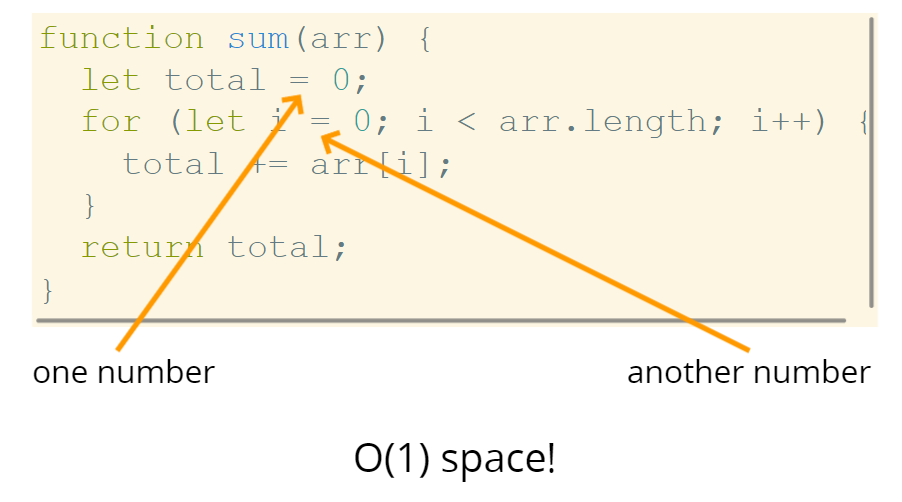 function sum(arr) {
  let total = 0;
  for (let i = 0; i < arr.length; i++) {
    total += arr[i];
  }
  return total;
}
one number
another number
O(1) space!